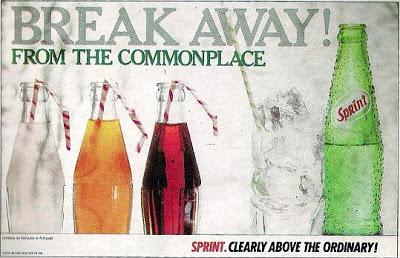 BREAK AWAY!
FROM THE COMMONPLACE
Sprint
SPRINT. CLEARLY ABOVE THE ORDINARY!